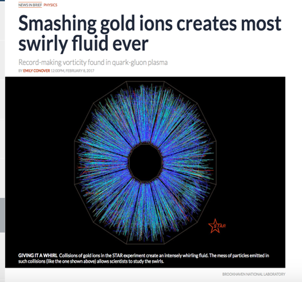 NEWS IN BRIEF PHYSICS
Smashing gold ions creates most
swirly fluid ever
Record-making vorticity found in quark-gluon plasma
BY EMILY CONOVER 12:00PM, FEBRUARY 9, 2017
STAR
GIVING IT A WHIRL Collisions of gold ions in the STAR experiment create an intensely whirling fluid. The mess of particles emitted in
such collisions (like the one shown above) allows scientists to study the swirls.
BROOKHAVEN NATIONAL LABORATORY